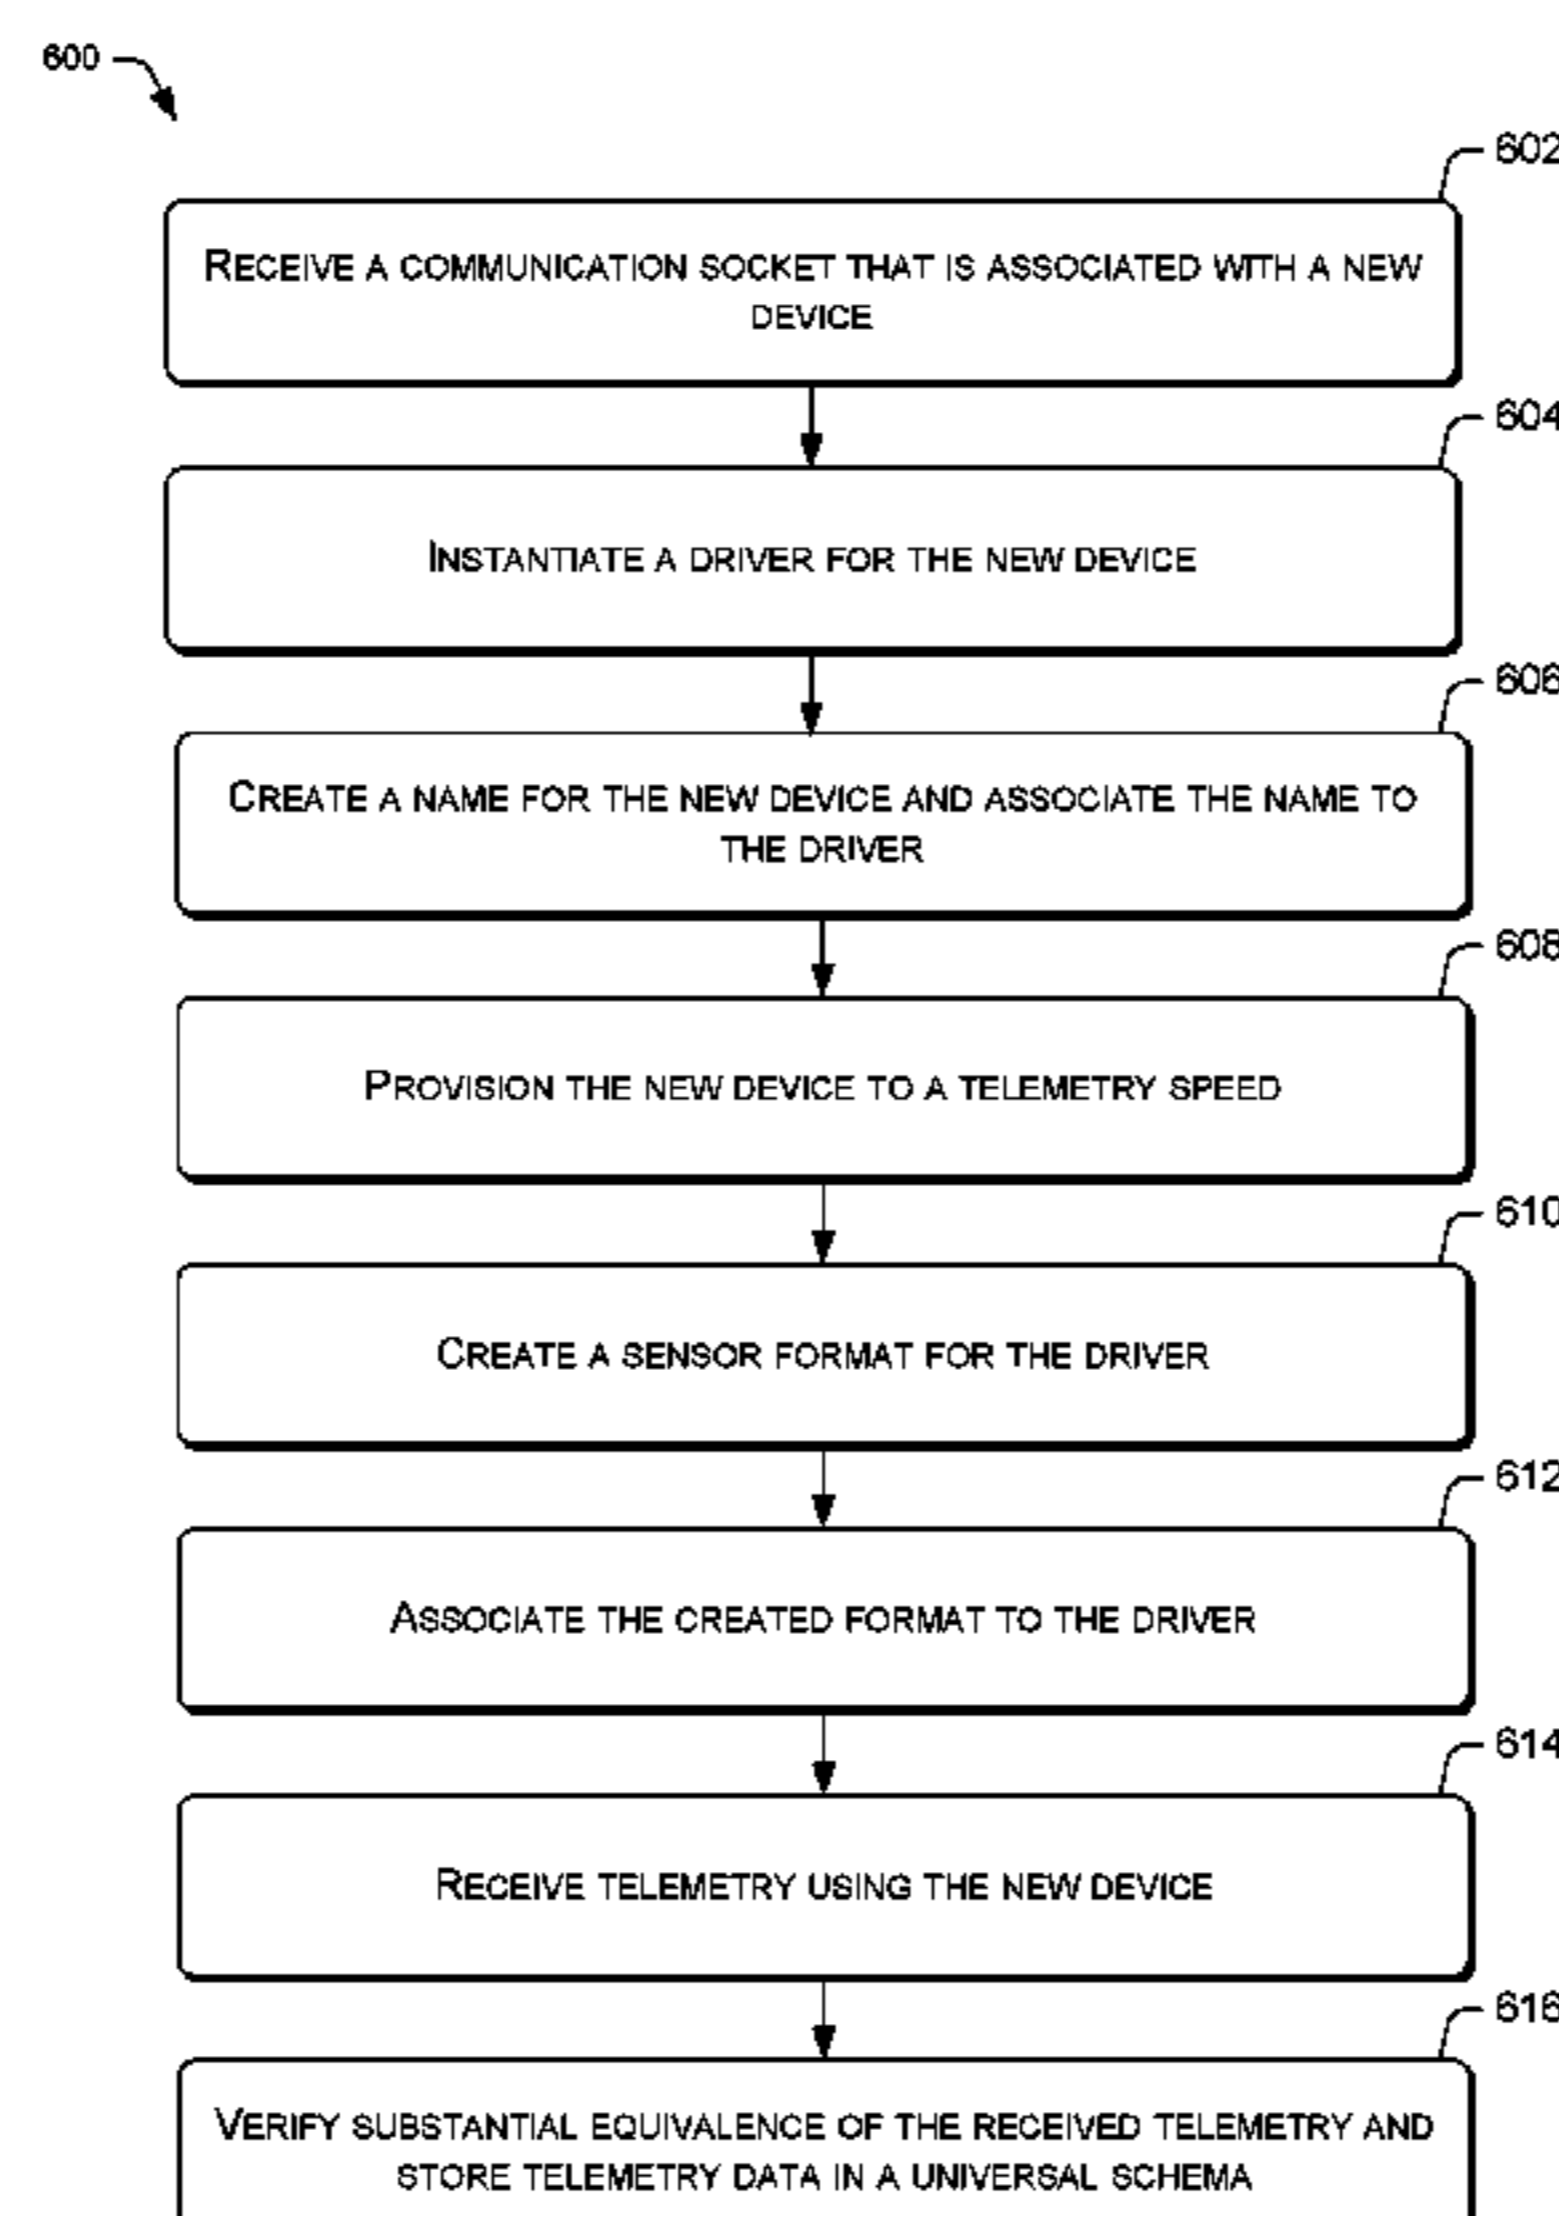 600
602
RECEIVE A COMMUNICATION SOCKET THAT IS ASSOCIATED WITH A NEW
DEVICE
604
INSTANTIATE A DRIVER FOR THE NEW DEVICE
606
CREATE A NAME FOR THE NEW DEVICE AND ASSOCIATE THE NAME TO
THE DRIVER
608
PROVISION THE NEW DEVICE TO A TELEMETRY SPEED
610
CREATE A SENSOR FORMAT FOR THE DRIVER
612
ASSOCIATE THE CREATED FORMAT TO THE DRIVER
614
RECEIVE TELEMETRY USING THE NEW DEVICE
616
VERIFY SUBSTANTIAL EQUIVALENCE OF THE RECEIVED TELEMETRY AND
STORE TELEMETRY DATA IN A UNIVERSAL SCHEMA